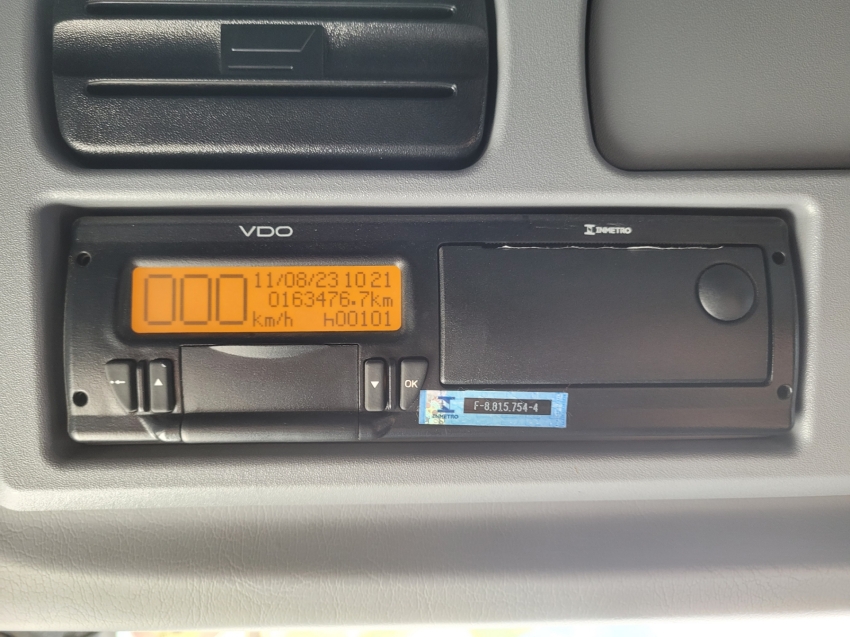 VDO
INMETRO
000
11/08/23 10 21
0163476.7km
km/h h00101
OK
INMETRO
F-8.815.754-4